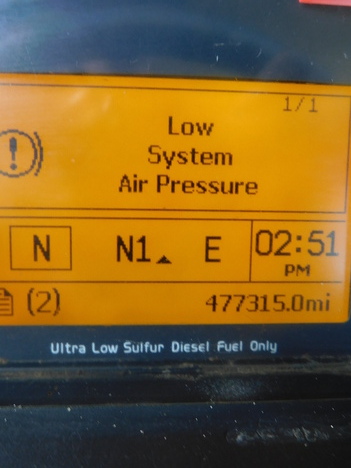 1/1
Low
System
Air Pressure
N N1 E 02:51
PM
(2) 477315.0mi
Ultra Low Sulfur Diesel Fuel Only